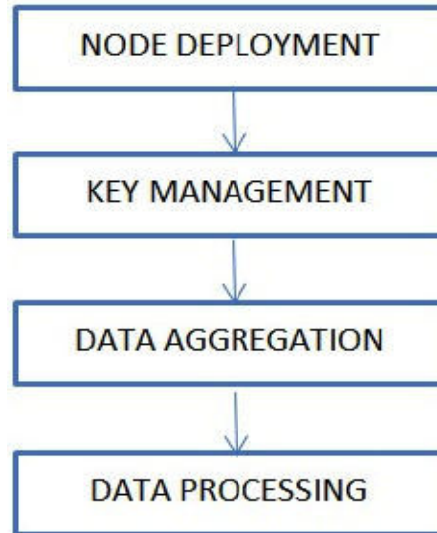 NODE DEPLOYMENT
KEY MANAGEMENT
DATA AGGREGATION
DATA PROCESSING